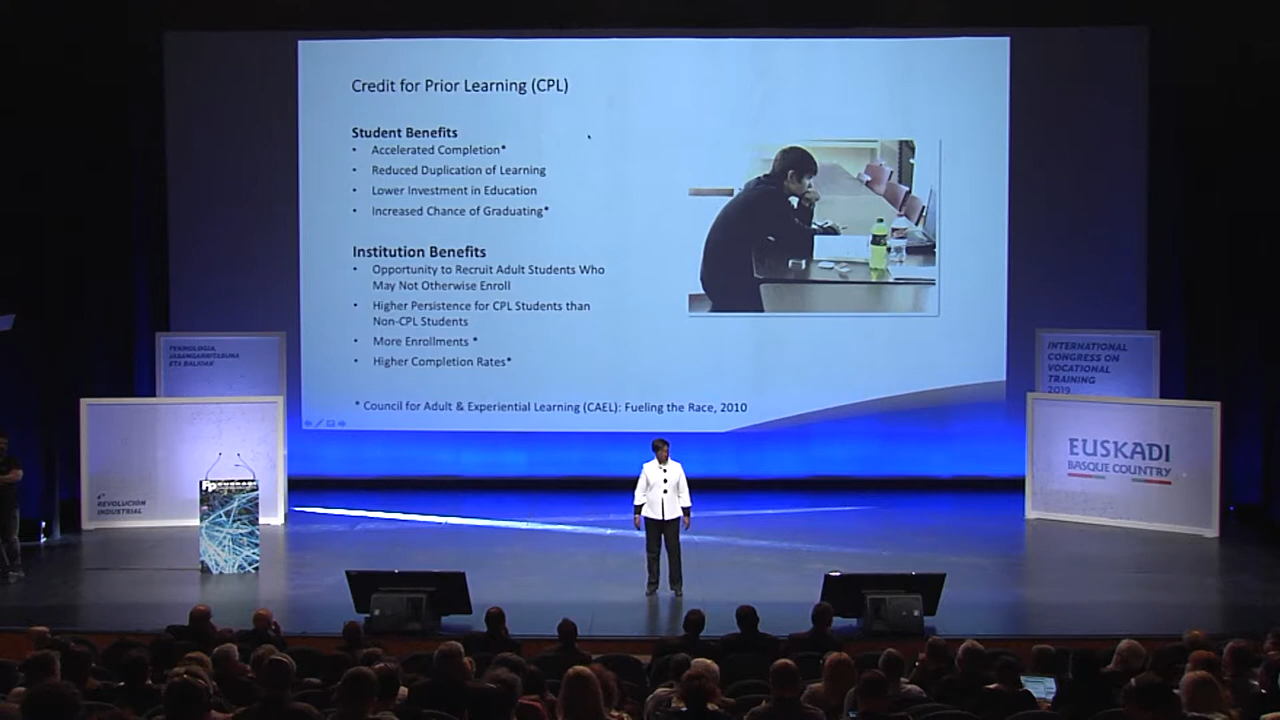 Credit for Prior Learning (CPL)
Student Benefits
• Accelerated Completion*
• Reduced Duplication of Learning
• Lower Investment in Education
• Increased Chance of Graduating*
Institution Benefits
• Opportunity to Recruit Adult Students Who
May Not Otherwise Enroll
• Higher Persistence for CPL Students than
Non-CPL Students
• More Enrollments *
• Higher Completion Rates*
* Council for Adult & Experiential Learning (CAEL): Fueling the Race, 2010
TEKNOLOGIA,
JASANGARRITASUNA
ETA BALIOAK
4ª
REVOLUCIÓN
INDUSTRIAL
INTERNATIONAL
CONGRESS ON
VOCATIONAL
TRAINING
2019
EUSKADI
BASQUE COUNTRY